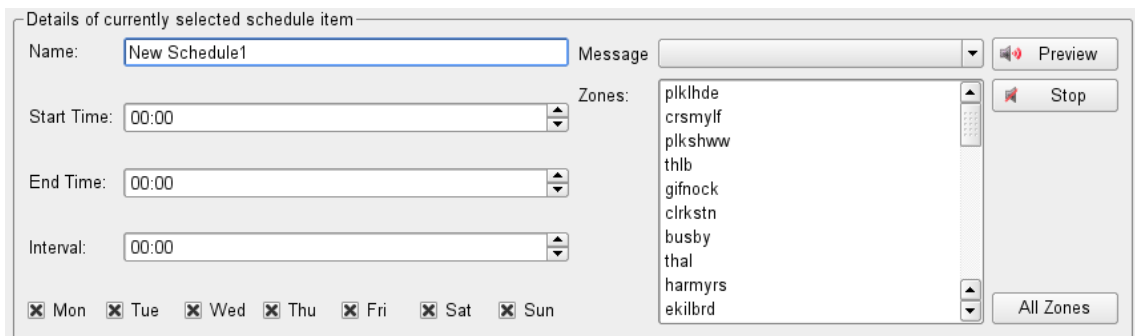 Details of currently selected schedule item
Name: New Schedule1
Message
Preview
Start Time: 00:00
Zones:
plklhde
crsmylf
plkshww
thlb
gifnock
clrkstn
busby
thal
harmyrs
ekilbrd
Stop
End Time: 00:00
Interval: 00:00
Mon Tue Wed Thu Fri Sat Sun
All Zones